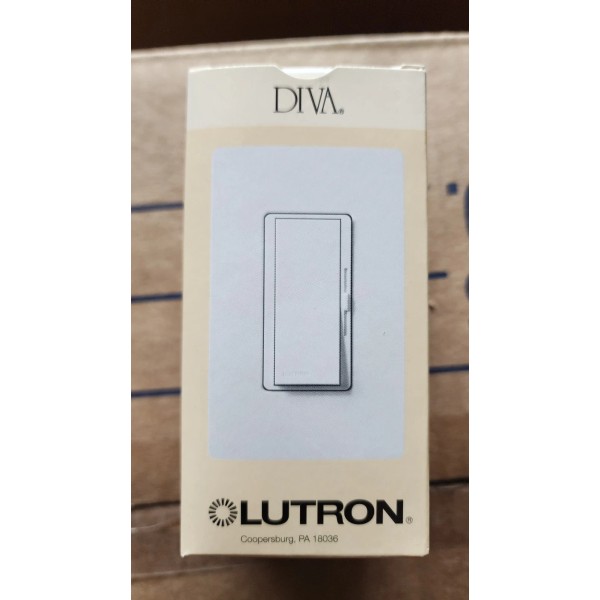 DIVA®
LUTRON®
Coopersburg, PA 18036